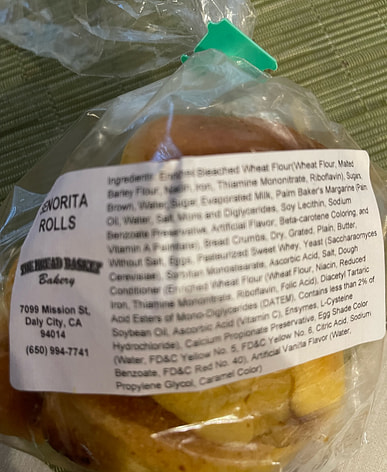 Ingredients: Enriched Bleached Wheat Flour(Wheat Flour, Malted
Barley Flour, Niacin, Iron, Thiamine Mononitrate, Riboflavin), Sugar,
Brown, Water, Sugar, Evaporated Milk, Palm Baker's Margarine (Palm
Oil, Water, Salt, Mono and Diglycerides, Soy Lecithin, Sodium
Benzoate Preservative, Artificial Flavor, Beta-carotene Coloring, and
Vitamin A Palmitate), Bread Crumbs, Dry, Grated, Plain, Butter,
Without Salt, Eggs, Pasteurized Sweet Whey, Yeast (Saccharomyces
Cerevisiae), Sorbitan Monostearate, Ascorbic Acid, Salt, Dough
Conditioner (Enriched Wheat Flour (Wheat Flour, Niacin, Reduced
Iron, Thiamine Mononitrate, Riboflavin, Folic Acid), Diacetyl Tartaric
Acid Esters of Mono-Diglycerides (DATEM), Contains less than 2% of
Soybean Oil, Ascorbic Acid (Vitamin C), Enzymes, L-Cysteine
Hydrochloride), Calcium Propionate Preservative, Egg Shade Color
(Water, FD&C Yellow No. 5, FD&C Yellow No. 6, Citric Acid, Sodium
Benzoate, FD&C Red No. 40), Artificial Vanilla Flavor (Water,
Propylene Glycol, Caramel Color)
ENORITA
ROLLS
THE BREAD BASKET
Bakery
7099 Mission St,
Daly City, CA
94014
(650) 994-7741